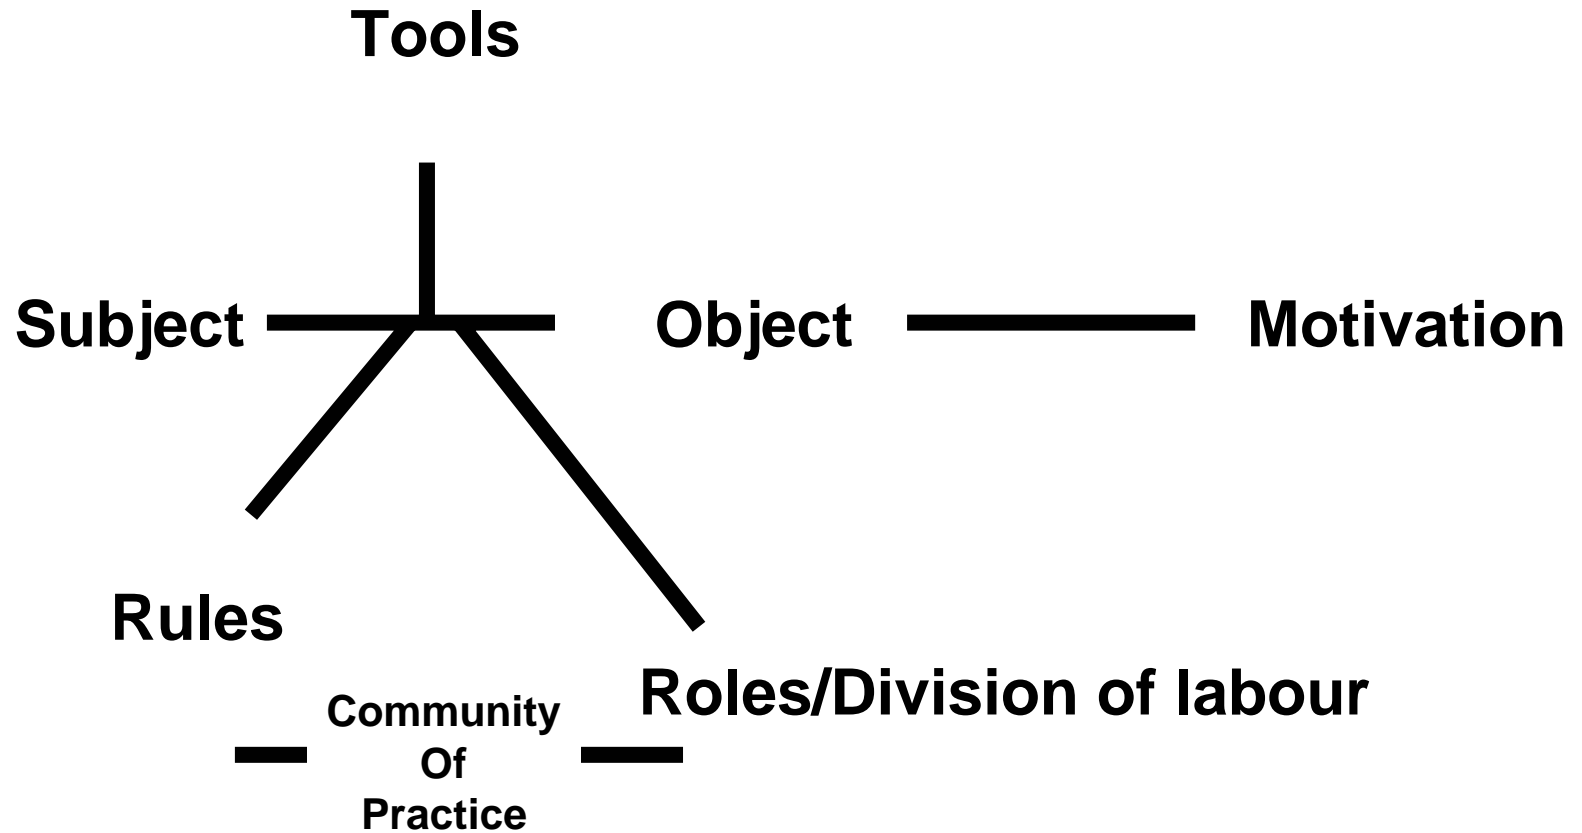 Tools
Subject
Object
Motivation
Rules
Roles/Division of labour
Community
Of
Practice